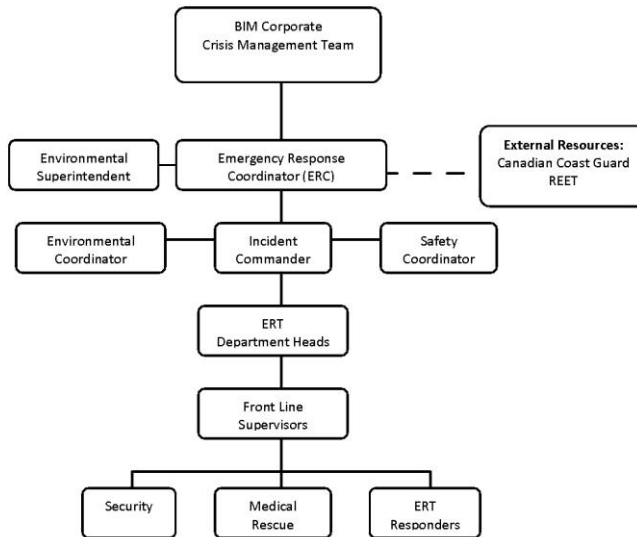 BIM Corporate
Crisis Management Team
Environmental
Superintendent
Emergency Response
Coordinator (ERC)
External Resources:
Canadian Coast Guard
REET
Environmental
Coordinator
Incident
Commander
Safety
Coordinator
ERT
Department Heads
Front Line
Supervisors
Security
Medical
Rescue
ERT
Responders